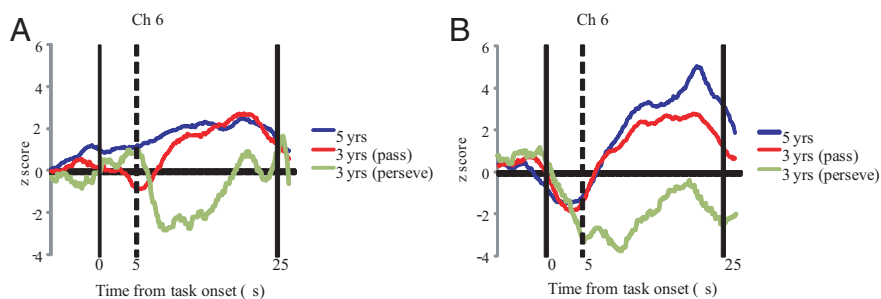 A
Ch 6
6
4
2
0
-2
-4
z score
0
5
25
Time from task onset ( s)
5 yrs
3 yrs (pass)
3 yrs (perseve)
B
Ch 6
6
4
2
0
-2
-4
z score
0
5
25
Time from task onset ( s)
5 yrs
3 yrs (pass)
3 yrs (perseve)